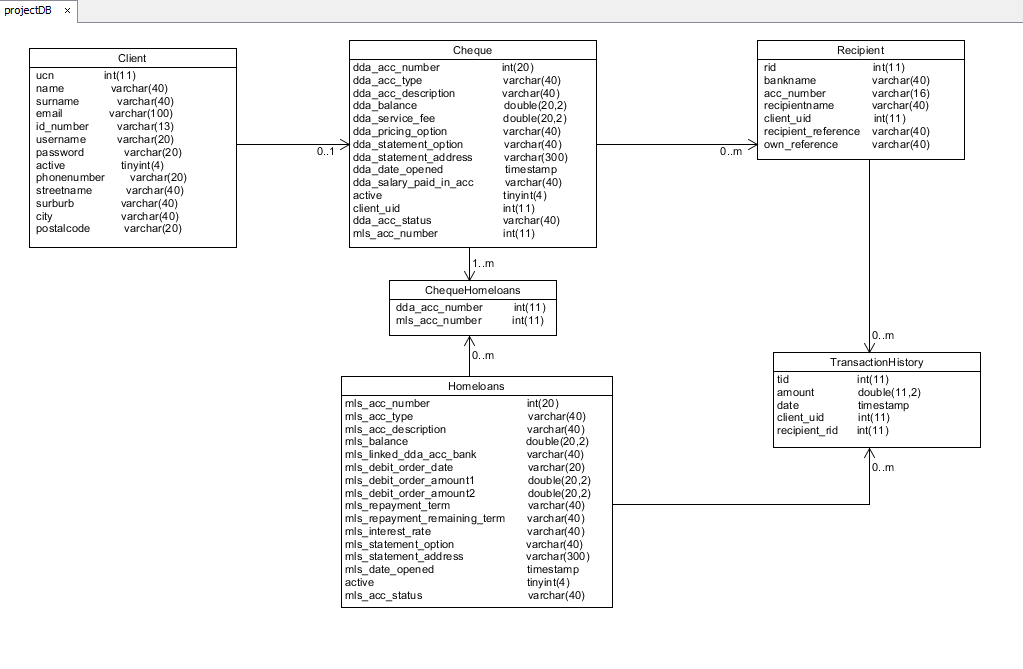 projectDB ×
Client
ucn int(11)
name varchar(40)
surname varchar(40)
email varchar(100)
id_number varchar(13)
username varchar(20)
password varchar(20)
active tinyint(4)
phonenumber varchar(20)
streetname varchar(40)
surburb varchar(40)
city varchar(40)
postalcode varchar(20)
0..1
Cheque
dda_acc_number int(20)
dda_acc_type varchar(40)
dda_acc_description varchar(40)
dda_balance double(20,2)
dda_service_fee double(20,2)
dda_pricing_option varchar(40)
dda_statement_option varchar(40)
dda_statement_address varchar(300)
dda_date_opened timestamp
dda_salary_paid_in_acc varchar(40)
active tinyint(4)
client_uid int(11)
dda_acc_status varchar(40)
mls_acc_number int(11)
0..m
Recipient
rid int(11)
bankname varchar(40)
acc_number varchar(16)
recipientname varchar(40)
client_uid int(11)
recipient_reference varchar(40)
own_reference varchar(40)
1..m
ChequeHomeloans
dda_acc_number int(11)
mls_acc_number int(11)
0..m
Homeloans
mls_acc_number int(20)
mls_acc_type varchar(40)
mls_acc_description varchar(40)
mls_balance double(20,2)
mls_linked_dda_acc_bank varchar(40)
mls_debit_order_date varchar(20)
mls_debit_order_amount1 double(20,2)
mls_debit_order_amount2 double(20,2)
mls_repayment_term varchar(40)
mls_repayment_remaining_term varchar(40)
mls_interest_rate varchar(40)
mls_statement_option varchar(40)
mls_statement_address varchar(300)
mls_date_opened timestamp
active tinyint(4)
mls_acc_status varchar(40)
0..m
TransactionHistory
tid int(11)
amount double(11,2)
date timestamp
client_uid int(11)
recipient_rid int(11)
0..m